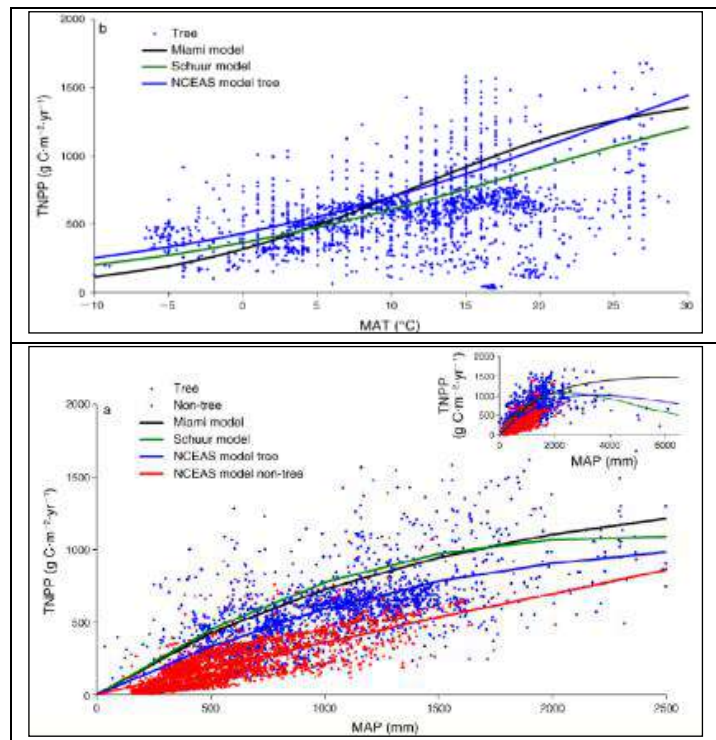 b
Tree
Miami model
Schuur model
NCEAS model tree
TNPP (g C·m⁻²·yr⁻¹)
2000
1500
1000
500
0
−10 −5 0 5 10 15 20 25 30
MAT (°C)
a
Tree
Non-tree
Miami model
Schuur model
NCEAS model tree
NCEAS model non-tree
TNPP (g C·m⁻²·yr⁻¹)
2000
1500
1000
500
0
0 500 1000 1500 2000 2500
MAP (mm)
TNPP
(g C·m⁻²·yr⁻¹)
2000
1500
1000
500
0
0 2000 4000 6000
MAP (mm)